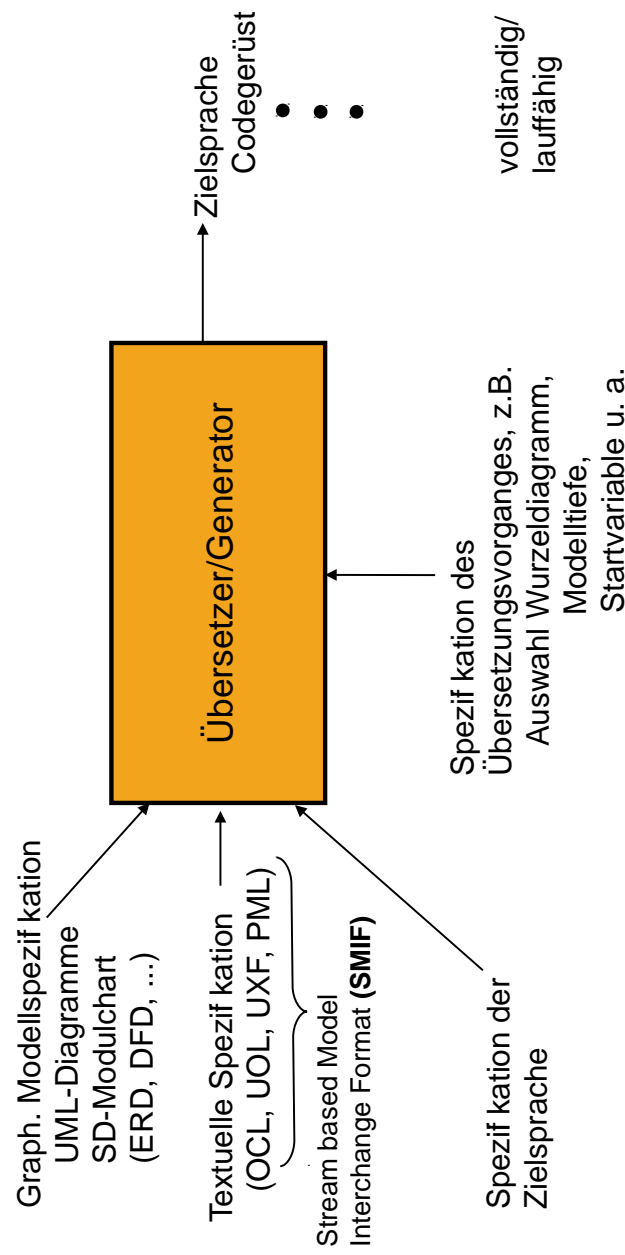 Graph. Modellspezif kation
UML-Diagramme
SD-Modulchart
(ERD, DFD, ...)
Textuelle Spezif kation
(OCL, UOL, UXF, PML)
Stream based Model
Interchange Format (SMIF)
Spezif kation der
Zielsprache
Übersetzer/Generator
Spezif kation des
Übersetzungsvorganges, z.B.
Auswahl Wurzeldiagramm,
Modelltiefe,
Startvariable u. a.
Zielsprache
Codegerüst
vollständig/
lauffähig